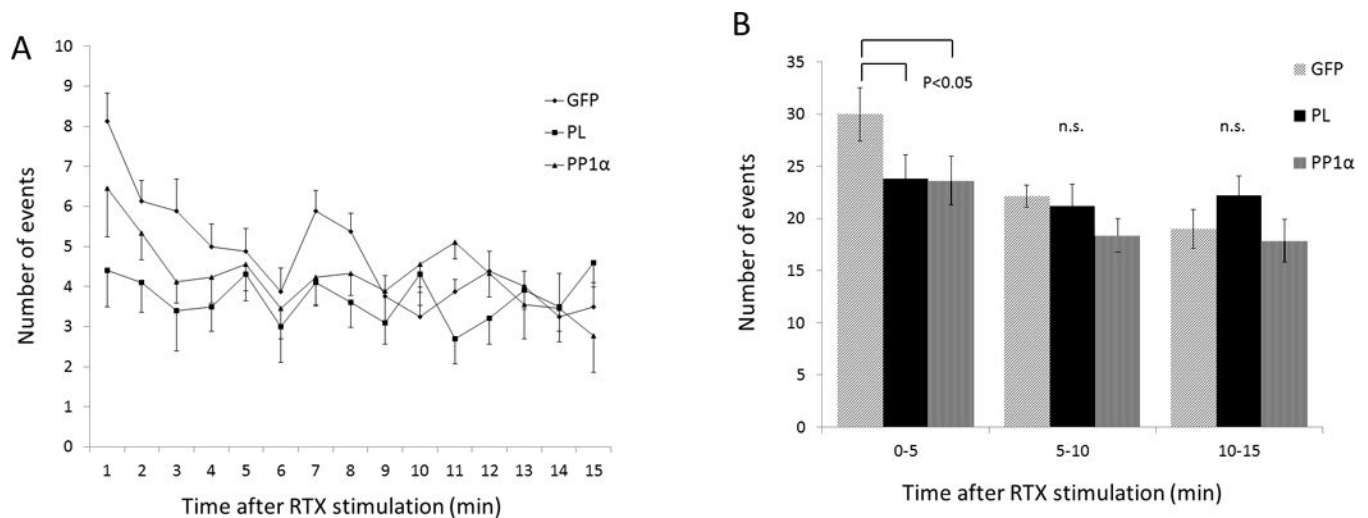 A
Number of events
10
9
8
7
6
5
4
3
2
1
0
GFP
PL
PP1α
1 2 3 4 5 6 7 8 9 10 11 12 13 14 15
Time after RTX stimulation (min)
B
Number of events
35
30
25
20
15
10
5
0
P<0.05
n.s.
n.s.
GFP
PL
PP1α
0-5 5-10 10-15
Time after RTX stimulation (min)